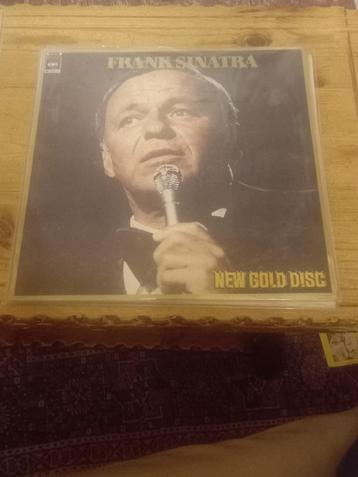 FRANK SINATRA
NEW GOLD DISC